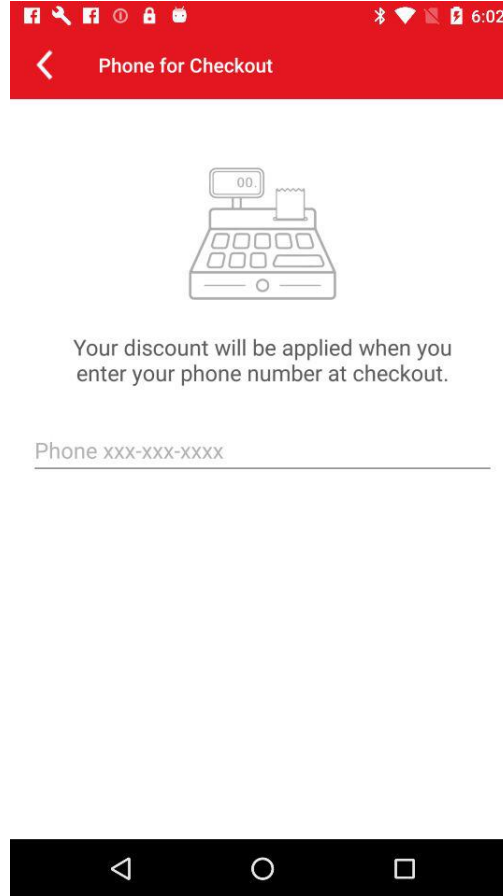 6:02
Phone for Checkout
00.
Your discount will be applied when you
enter your phone number at checkout.
Phone xxx-xxx-xxxx